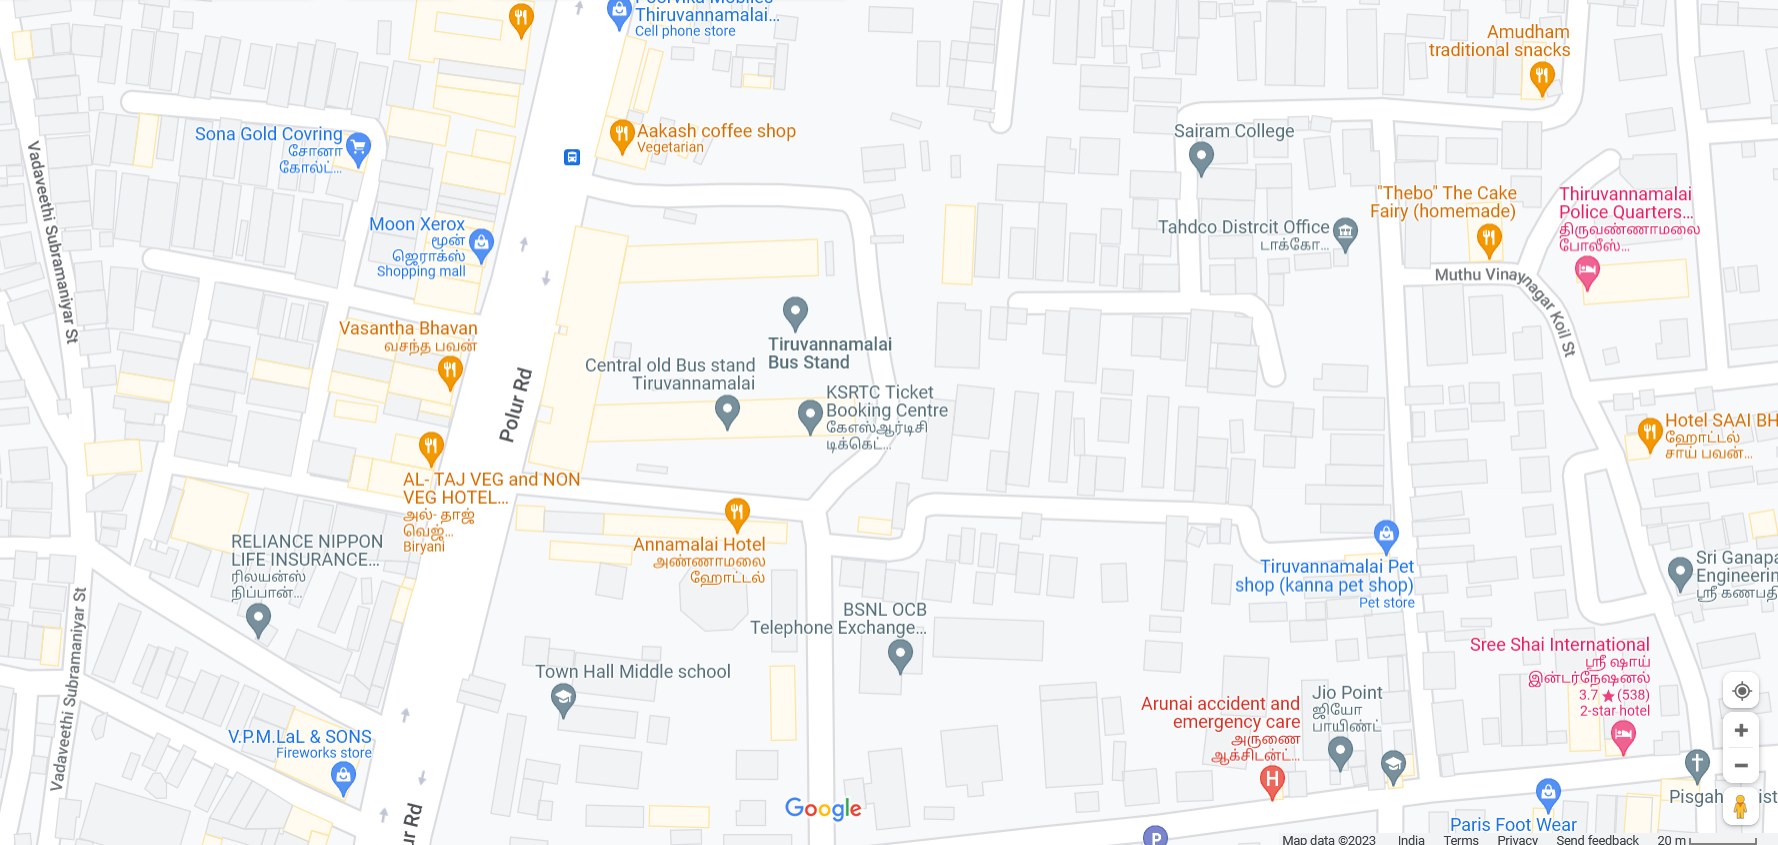 Poorvika Mobiles
Thiruvannamalai...
Cell phone store
Amudham
traditional snacks
Aakash coffee shop
Vegetarian
Sona Gold Covring
சோனா
கோல்ட்...
Sairam College
Vadaveethi Subramaniyar St
"Thebo" The Cake
Fairy (homemade)
Thiruvannamalai
Police Quarters...
திருவண்ணாமலை
போலீஸ்...
Moon Xerox
மூன்
ஜெராக்ஸ்
Shopping mall
Tahdco Distrcit Office
டாக்கோ...
Muthu Vinaynagar Koil St
Vasantha Bhavan
வசந்த பவன்
Tiruvannamalai
Bus Stand
Central old Bus stand
Tiruvannamalai
KSRTC Ticket
Booking Centre
கேஎஸ்ஆர்டிசி
டிக்கெட்...
Polur Rd
Hotel SAAI BH
ஹோட்டல்
சாய் பவன்...
AL- TAJ VEG and NON
VEG HOTEL...
அல்- தாஜ்
வெஜ்...
Biryani
RELIANCE NIPPON
LIFE INSURANCE...
ரிலயன்ஸ்
நிப்பான்...
Annamalai Hotel
அண்ணாமலை
ஹோட்டல்
Tiruvannamalai Pet
shop (kanna pet shop)
Pet store
Sri Ganapa
Engineerin
ஸ்ரீ கணபதி
BSNL OCB
Telephone Exchange...
Vadaveethi Subramaniyar St
Town Hall Middle school
Sree Shai International
ஸ்ரீ ஷாய்
இன்டர்நேஷனல்
3.7 ★ (538)
2-star hotel
Arunai accident and
emergency care
அருணை
ஆக்சிடன்ட்...
Jio Point
ஜியோ
பாயிண்ட்
V.P.M.LaL & SONS
Fireworks store
Google
ur Rd
Pisgah
ist
Paris Foot Wear
P
Map data ©2023 India Terms Privacy Send feedback 20 m